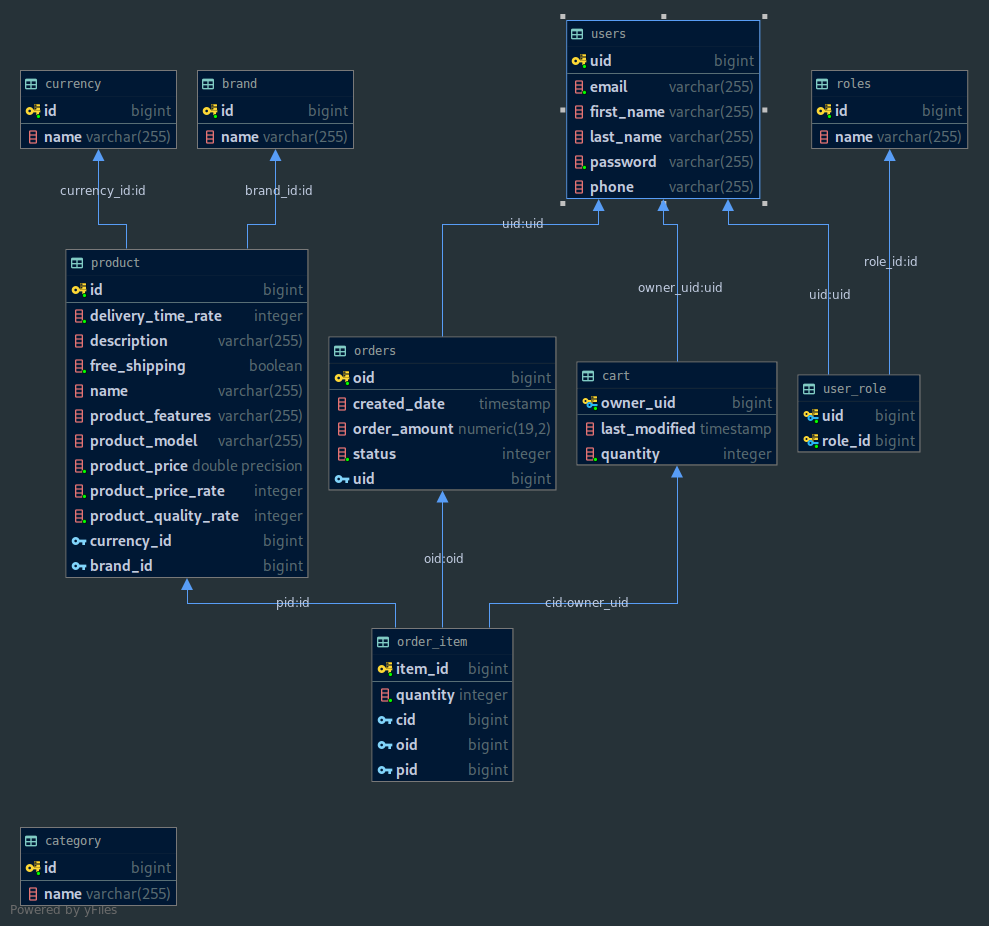 users
uid bigint
email varchar(255)
first_name varchar(255)
last_name varchar(255)
password varchar(255)
phone varchar(255)
currency
id bigint
name varchar(255)
brand
id bigint
name varchar(255)
roles
id bigint
name varchar(255)
currency_id:id
brand_id:id
uid:uid
owner_uid:uid
uid:uid
role_id:id
product
id bigint
delivery_time_rate integer
description varchar(255)
free_shipping boolean
name varchar(255)
product_features varchar(255)
product_model varchar(255)
product_price double precision
product_price_rate integer
product_quality_rate integer
currency_id bigint
brand_id bigint
orders
oid bigint
created_date timestamp
order_amount numeric(19,2)
status integer
uid bigint
cart
owner_uid bigint
last_modified timestamp
quantity integer
user_role
uid bigint
role_id bigint
oid:oid
pid:id
cid:owner_uid
order_item
item_id bigint
quantity integer
cid bigint
oid bigint
pid bigint
category
id bigint
name varchar(255)
Powered by yFiles